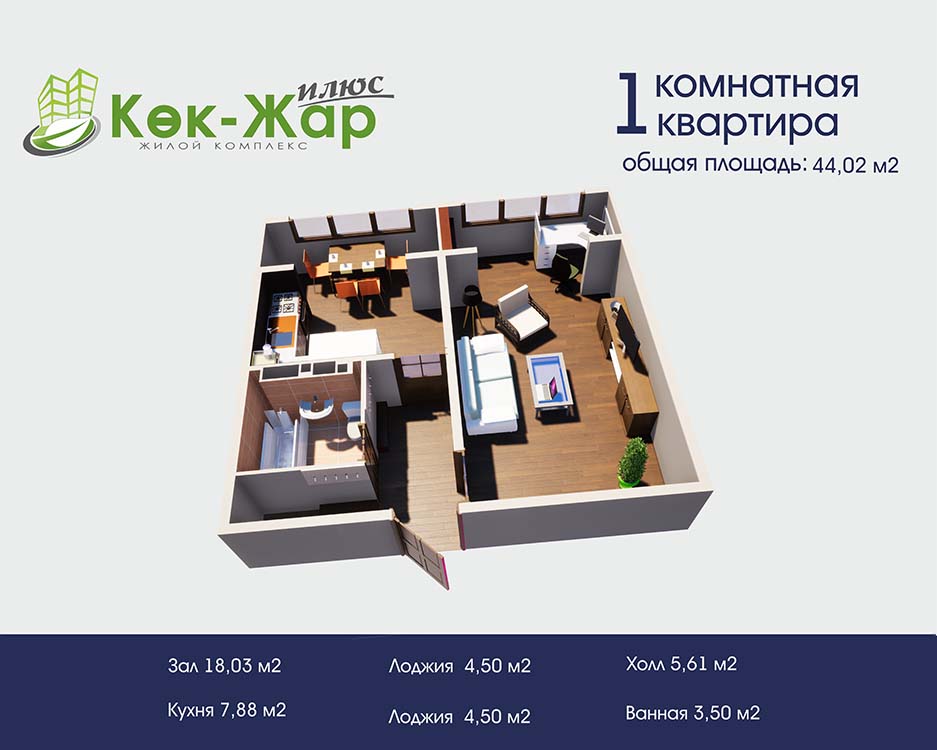 плюс
Көк-Жар
ЖИЛОЙ КОМПЛЕКС
1 комнатная
квартира
общая площадь: 44,02 м2
Зал 18,03 м2
Лоджия 4,50 м2
Холл 5,61 м2
Кухня 7,88 м2
Лоджия 4,50 м2
Ванная 3,50 м2